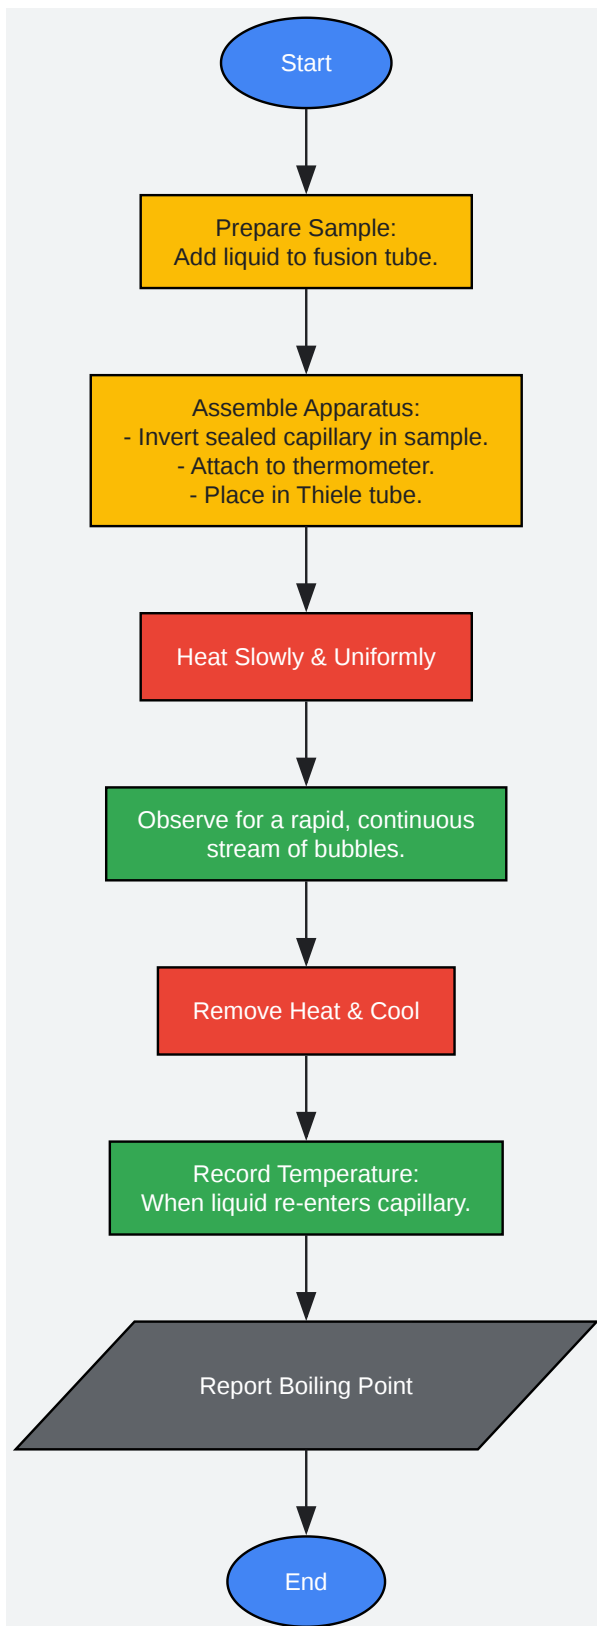 Start
Prepare Sample:
Add liquid to fusion tube.
Assemble Apparatus:
- Invert sealed capillary in sample.
- Attach to thermometer.
- Place in Thiele tube.
Heat Slowly & Uniformly
Observe for a rapid, continuous
stream of bubbles.
Remove Heat & Cool
Record Temperature:
When liquid re-enters capillary.
Report Boiling Point
End